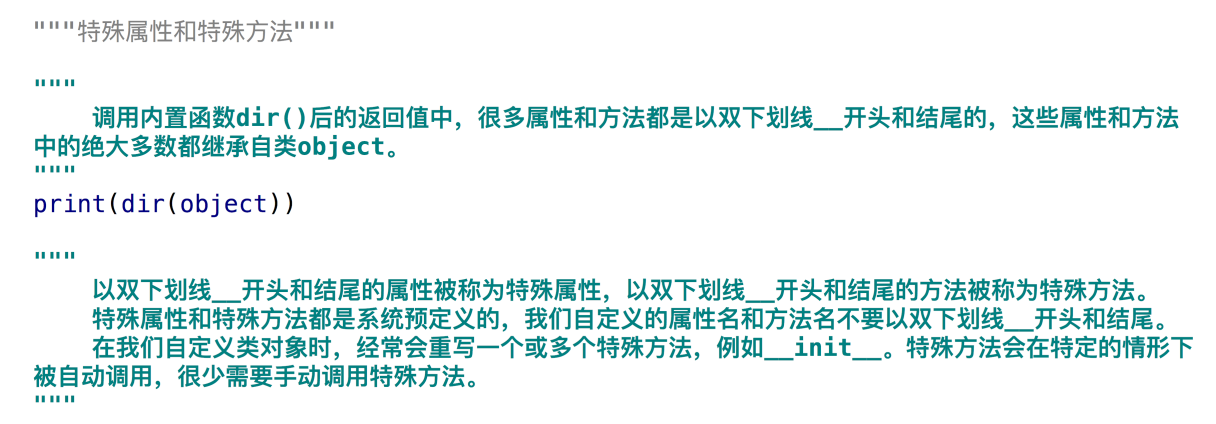 """特殊属性和特殊方法"""
"""
调用内置函数dir()后的返回值中，很多属性和方法都是以双下划线__开头和结尾的，这些属性和方法
中的绝大多数都继承自类object。
"""
print(dir(object))
"""
以双下划线__开头和结尾的属性被称为特殊属性，以双下划线__开头和结尾的方法被称为特殊方法。
特殊属性和特殊方法都是系统预定义的，我们自定义的属性名和方法名不要以双下划线__开头和结尾。
在我们自定义类对象时，经常会重写一个或多个特殊方法，例如__init__。特殊方法会在特定的情形下
被自动调用，很少需要手动调用特殊方法。
"""